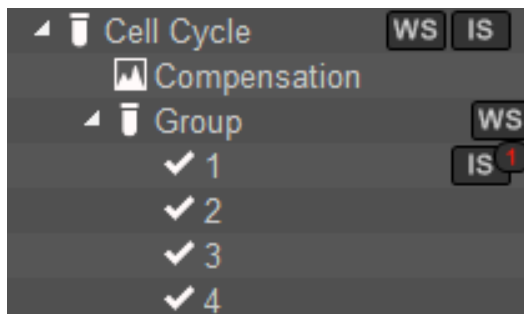 Cell Cycle WS IS
Compensation
Group WS
1 IS 1
2
3
4